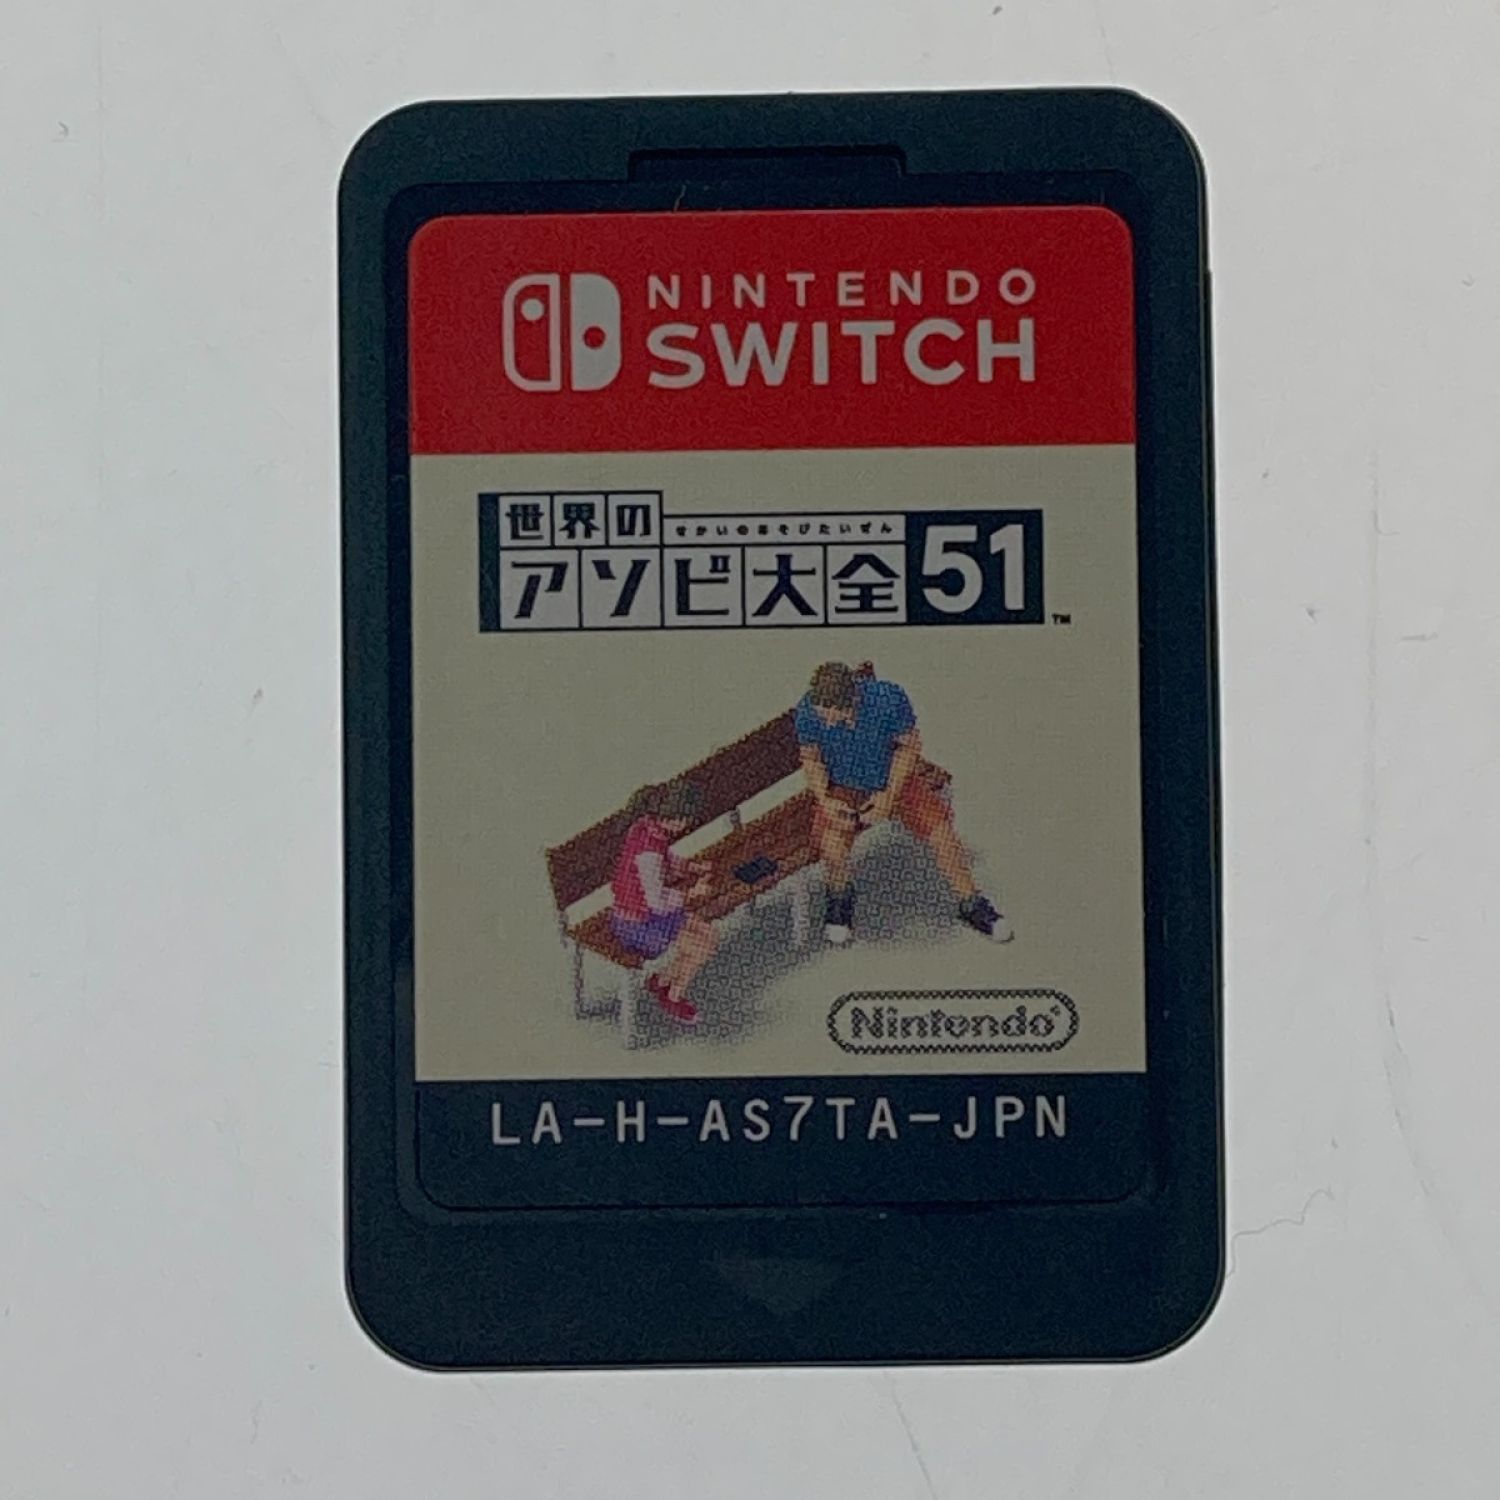 NINTENDO
SWITCH
世界の
せかいのあそびたいぜん
アソビ大全51
TM
Nintendo®
LA-H-AS7TA-JPN